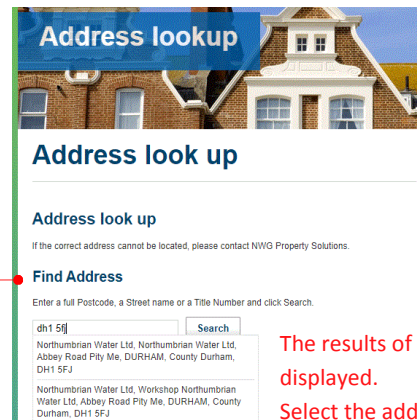 Address lookup
Address look up
Address look up
If the correct address cannot be located, please contact NWG Property Solutions.
Find Address
Enter a full Postcode, a Street name or a Title Number and click Search.
dh1 5fj
Search
Northumbrian Water Ltd, Northumbrian Water Ltd,
Abbey Road Pity Me, DURHAM, County Durham,
DH1 5FJ
Northumbrian Water Ltd, Workshop Northumbrian
Water Ltd, Abbey Road Pity Me, DURHAM, County
Durham, DH1 5FJ
The results of
displayed.
Select the add